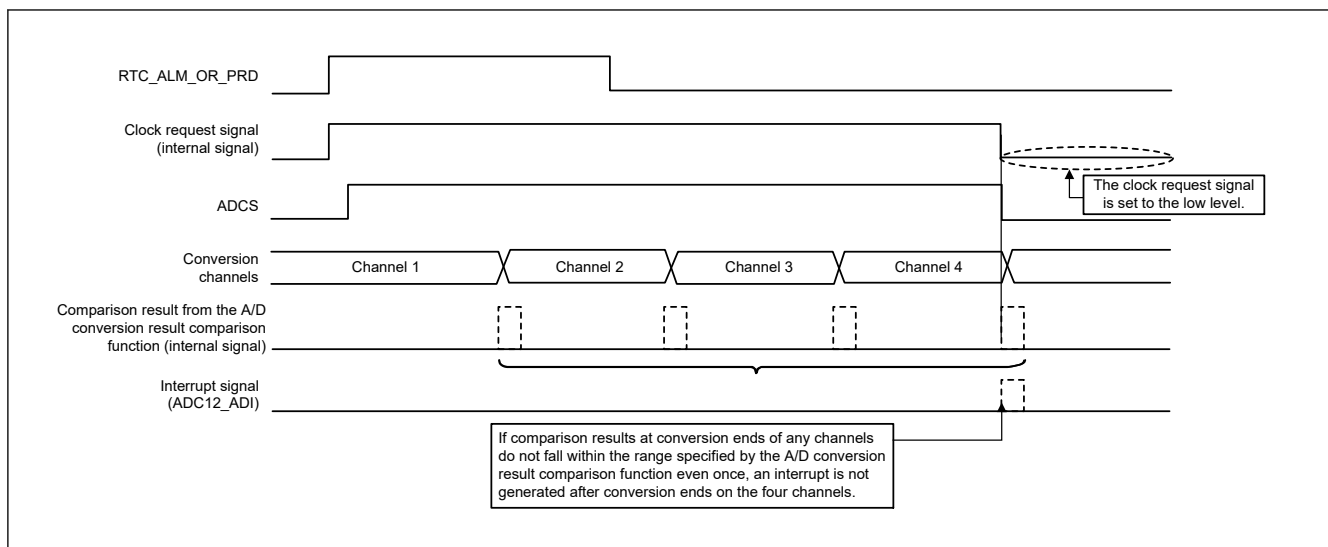 RTC_ALM_OR_PRD
Clock request signal
(internal signal)
The clock request signal
is set to the low level.
ADCS
Conversion
channels
Channel 1
Channel 2
Channel 3
Channel 4
Comparison result from the A/D
conversion result comparison
function (internal signal)
Interrupt signal
(ADC12_ADI)
If comparison results at conversion ends of any channels
do not fall within the range specified by the A/D conversion
result comparison function even once, an interrupt is not
generated after conversion ends on the four channels.